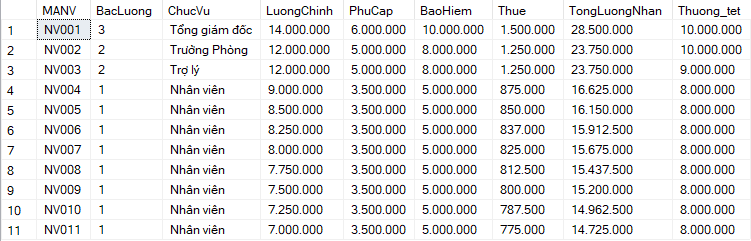 MANV BacLuong ChucVu LuongChinh PhuCap BaoHiem Thue TongLuongNhan Thuong_tet
1 NV001 3 Tổng giám đốc 14.000.000 6.000.000 10.000.000 1.500.000 28.500.000 10.000.000
2 NV002 2 Trưởng Phòng 12.000.000 5.000.000 8.000.000 1.250.000 23.750.000 10.000.000
3 NV003 2 Trợ lý 12.000.000 5.000.000 8.000.000 1.250.000 23.750.000 9.000.000
4 NV004 1 Nhân viên 9.000.000 3.500.000 5.000.000 875.000 16.625.000 8.000.000
5 NV005 1 Nhân viên 8.500.000 3.500.000 5.000.000 850.000 16.150.000 8.000.000
6 NV006 1 Nhân viên 8.250.000 3.500.000 5.000.000 837.000 15.912.500 8.000.000
7 NV007 1 Nhân viên 8.000.000 3.500.000 5.000.000 825.000 15.675.000 8.000.000
8 NV008 1 Nhân viên 7.750.000 3.500.000 5.000.000 812.500 15.437.500 8.000.000
9 NV009 1 Nhân viên 7.500.000 3.500.000 5.000.000 800.000 15.200.000 8.000.000
10 NV010 1 Nhân viên 7.250.000 3.500.000 5.000.000 787.500 14.962.500 8.000.000
11 NV011 1 Nhân viên 7.000.000 3.500.000 5.000.000 775.000 14.725.000 8.000.000